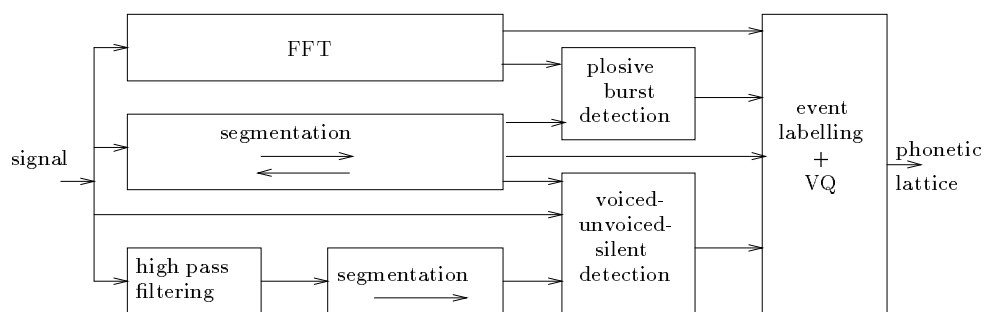 FFT
plosive
burst
detection
segmentation
event
labelling
+
VQ
signal
phonetic
lattice
voiced-
unvoiced-
silent
detection
high pass
filtering
segmentation